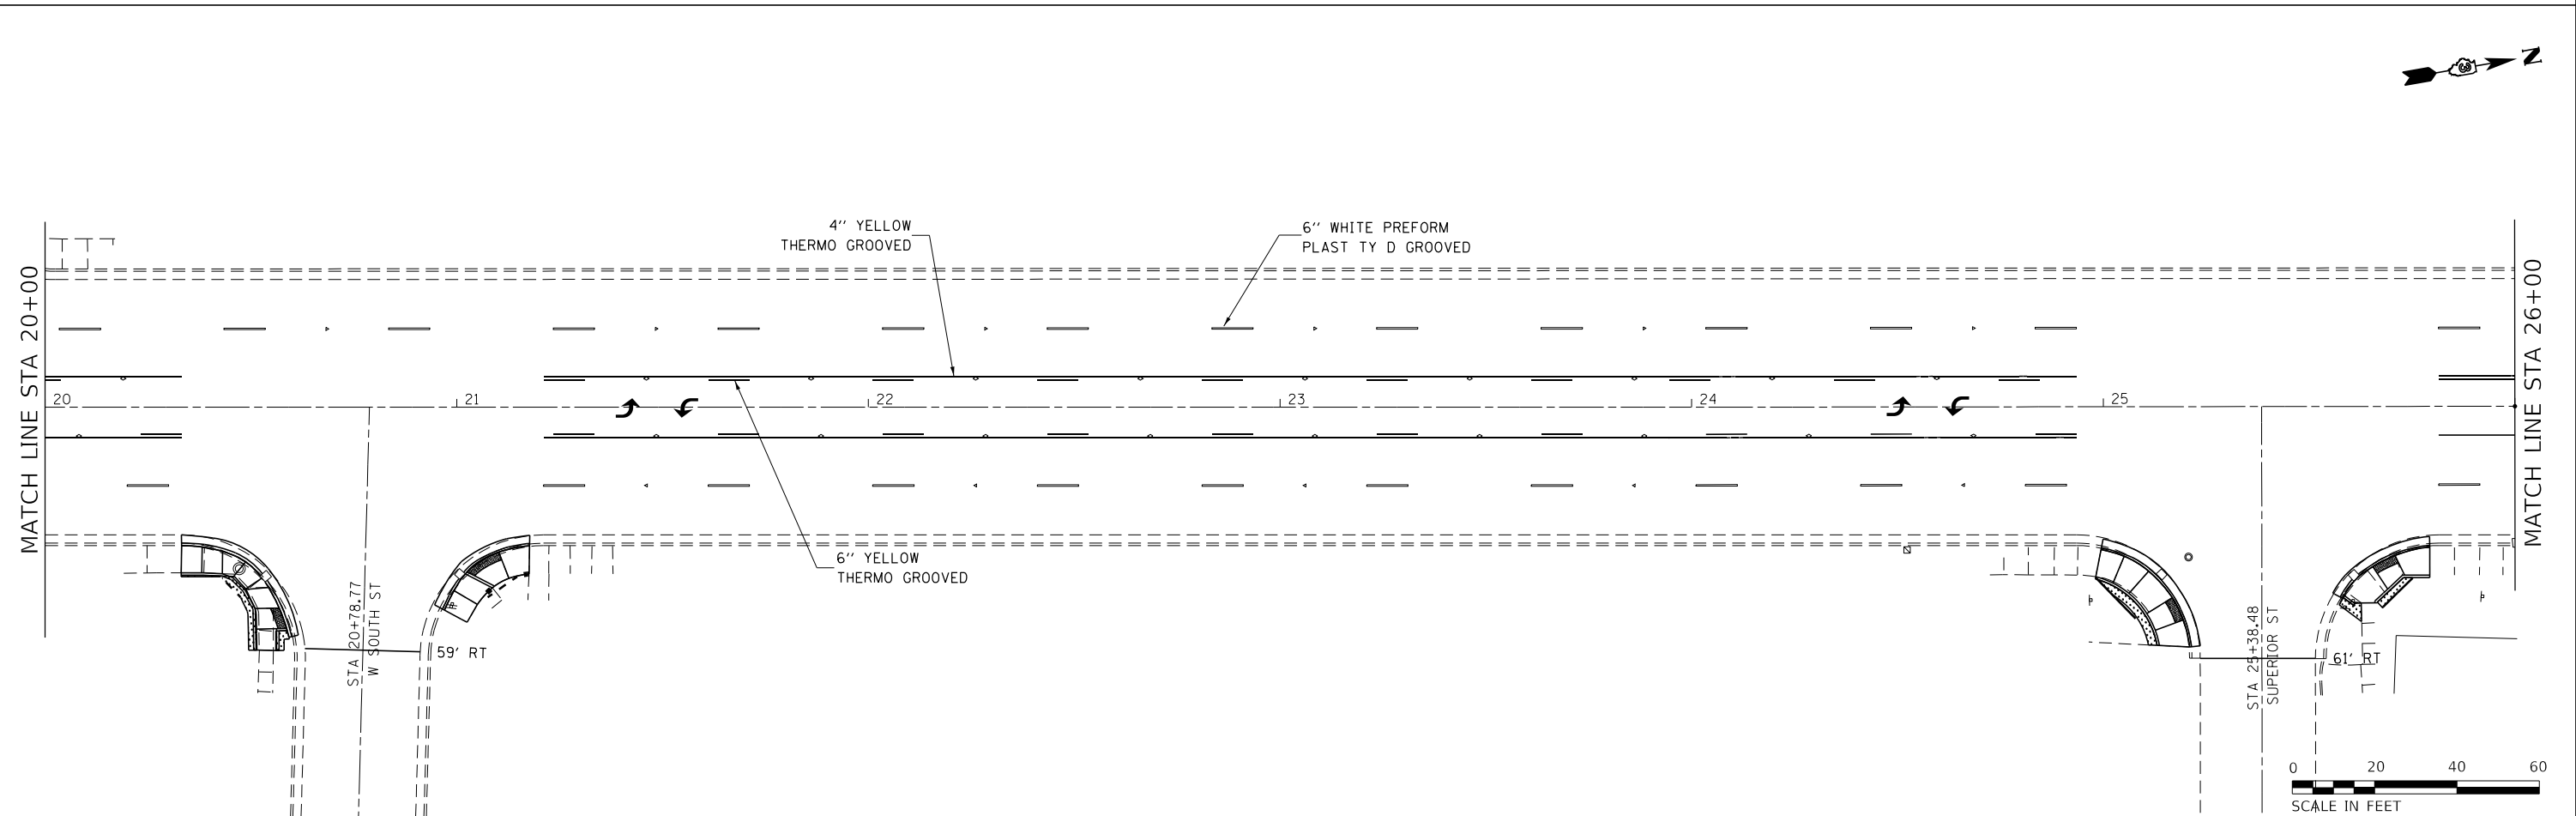 N
4'' YELLOW
THERMO GROOVED
6'' WHITE PREFORM
PLAST TY D GROOVED
MATCH LINE STA 20+00
MATCH LINE STA 26+00
20
21
22
23
24
25
6'' YELLOW
THERMO GROOVED
STA 20+78.77
W SOUTH ST
59' RT
STA 25+38.48
SUPERIOR ST
61' RT
0 20 40 60
SCALE IN FEET